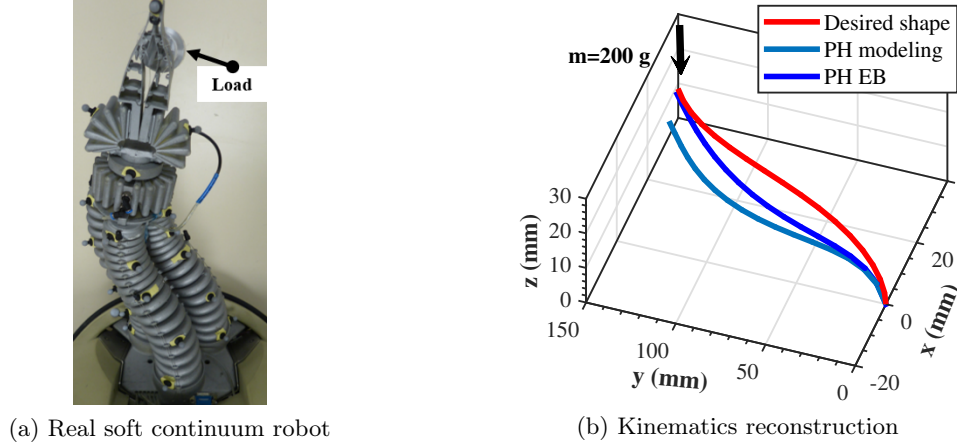 Load
(a) Real soft continuum robot
Desired shape
PH modeling
PH EB
m=200 g
30
20
10
0
z (mm)
150
100
50
0
y (mm)
-20
0
20
x (mm)
(b) Kinematics reconstruction